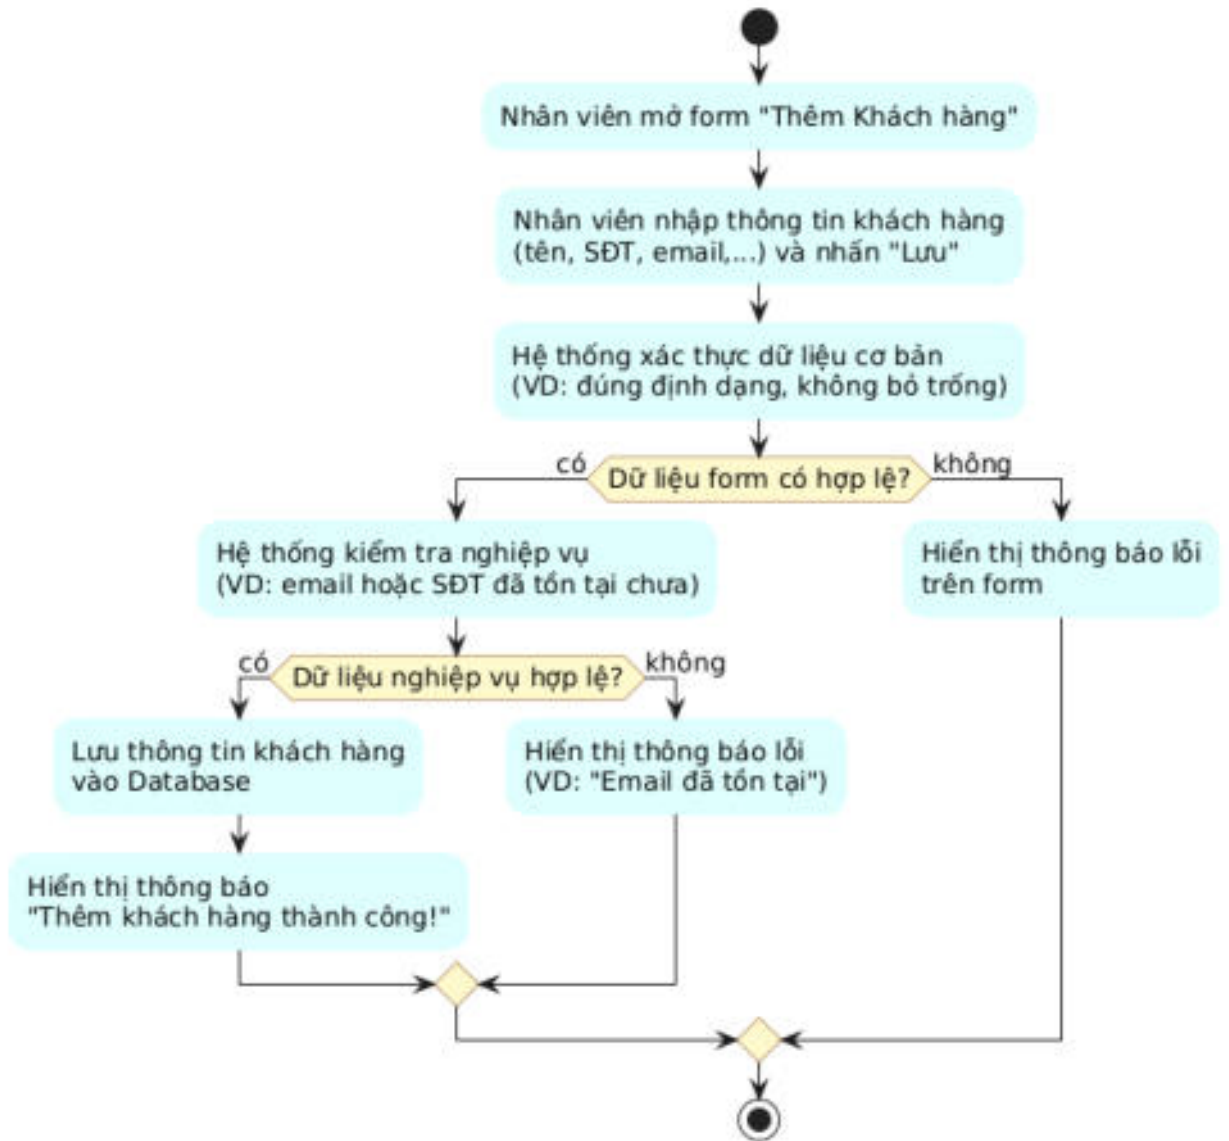 Nhân viên mở form "Thêm Khách hàng"
Nhân viên nhập thông tin khách hàng
(tên, SĐT, email,...) và nhấn "Lưu"
Hệ thống xác thực dữ liệu cơ bản
(VD: đúng định dạng, không bỏ trống)
có
Dữ liệu form có hợp lệ?
không
Hệ thống kiểm tra nghiệp vụ
(VD: email hoặc SĐT đã tồn tại chưa)
Hiển thị thông báo lỗi
trên form
có
Dữ liệu nghiệp vụ hợp lệ?
không
Lưu thông tin khách hàng
vào Database
Hiển thị thông báo lỗi
(VD: "Email đã tồn tại")
Hiển thị thông báo
"Thêm khách hàng thành công!"